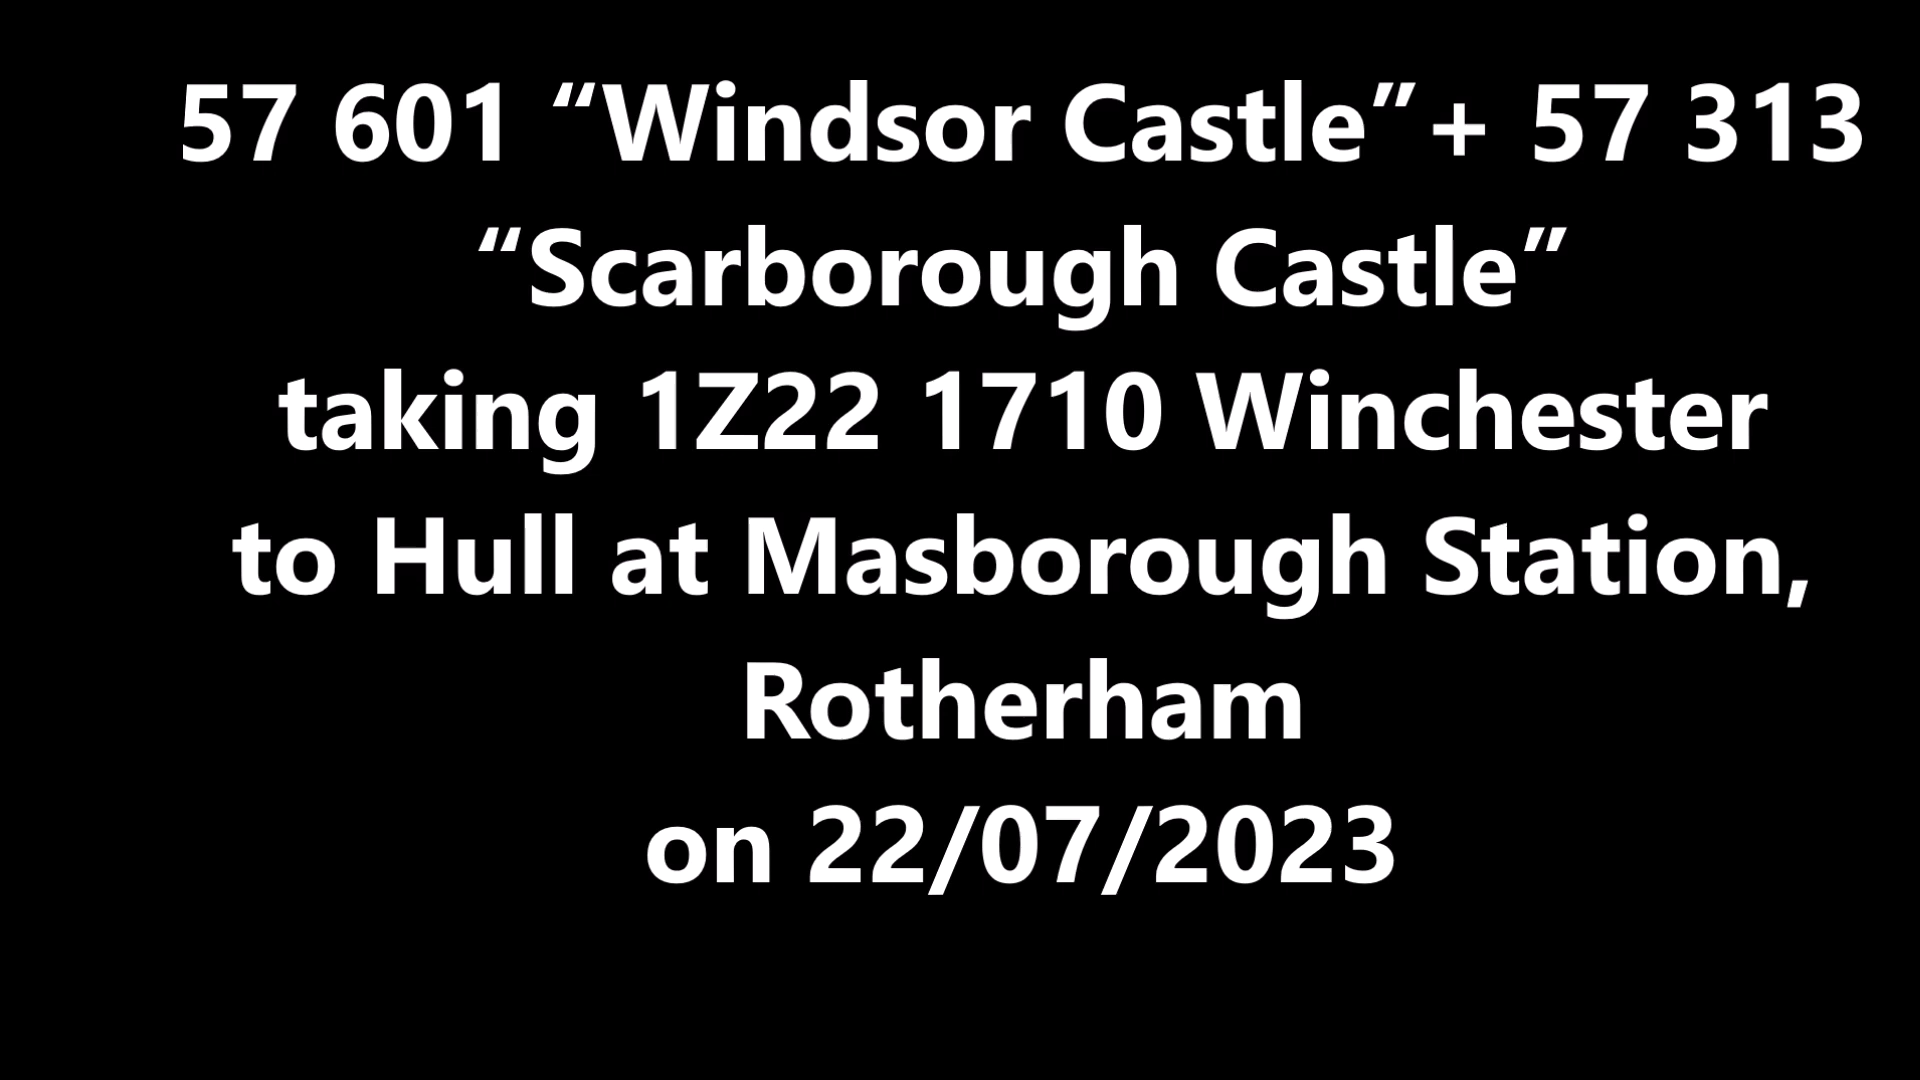 57 601 “Windsor Castle”+ 57 313
“Scarborough Castle”
taking 1Z22 1710 Winchester
to Hull at Masborough Station,
Rotherham
on 22/07/2023